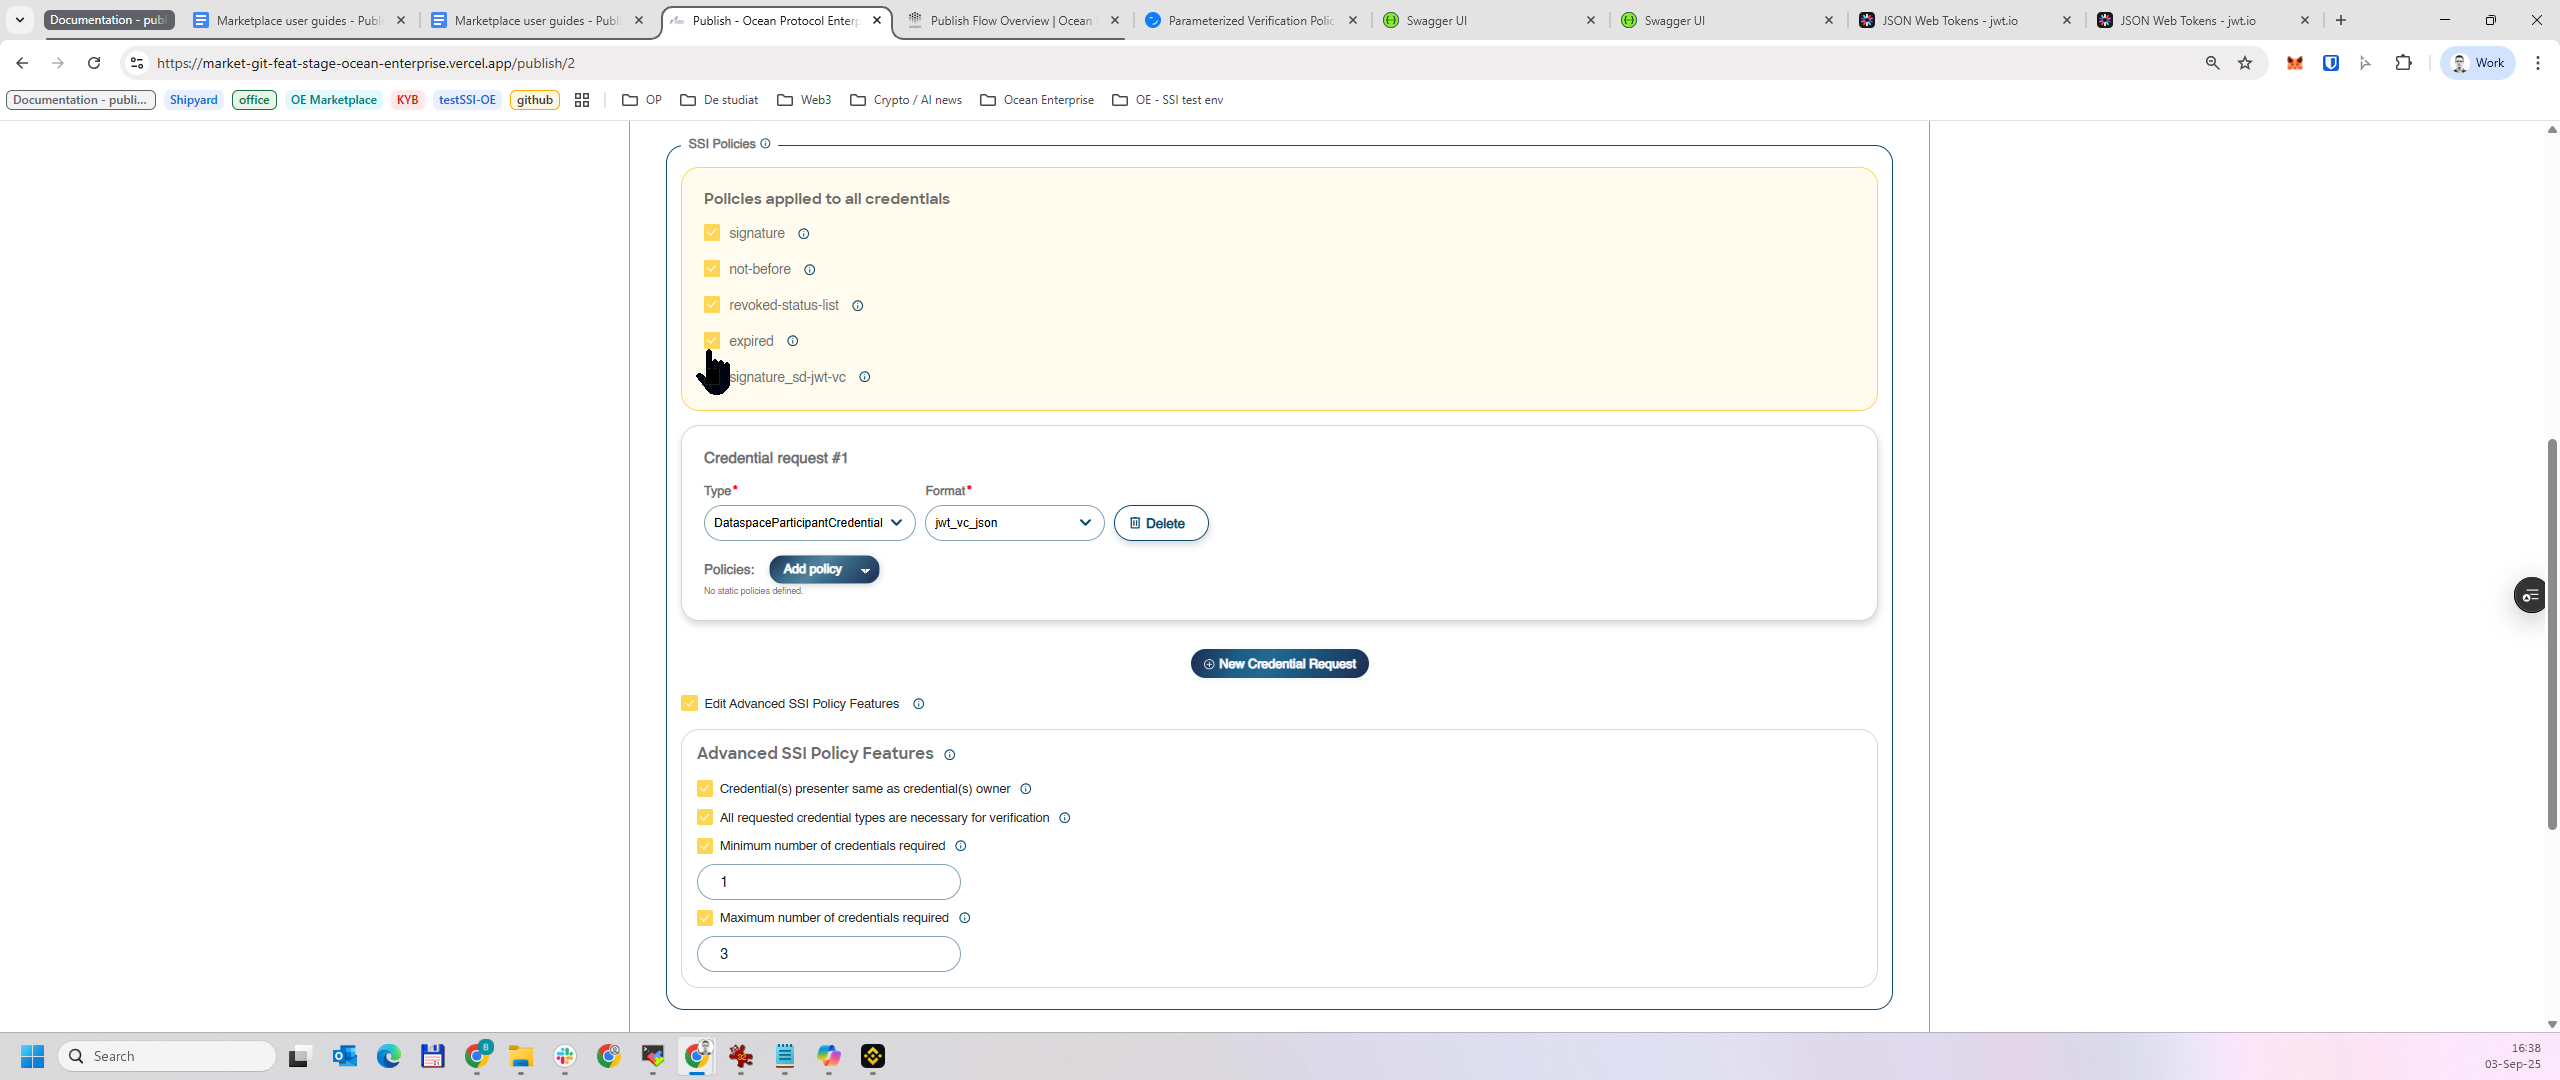 Documentation - publ
Marketplace user guides - Publi
Marketplace user guides - Publi
Publish - Ocean Protocol Enterp
Publish Flow Overview | Ocean
Parameterized Verification Polic
Swagger UI
Swagger UI
JSON Web Tokens - jwt.io
JSON Web Tokens - jwt.io
https://market-git-feat-stage-ocean-enterprise.vercel.app/publish/2
Work
Documentation - publi...
Shipyard
office
OE Marketplace
KYB
testSSI-OE
github
OP
De studiat
Web3
Crypto / AI news
Ocean Enterprise
OE - SSI test env
SSI Policies
Policies applied to all credentials
signature
not-before
revoked-status-list
expired
signature_sd-jwt-vc
Credential request #1
Type*
Format*
DataspaceParticipantCredential
jwt_vc_json
Delete
Policies:
Add policy
No static policies defined.
New Credential Request
Edit Advanced SSI Policy Features
Advanced SSI Policy Features
Credential(s) presenter same as credential(s) owner
All requested credential types are necessary for verification
Minimum number of credentials required
1
Maximum number of credentials required
3
Search
B
16:38
03-Sep-25